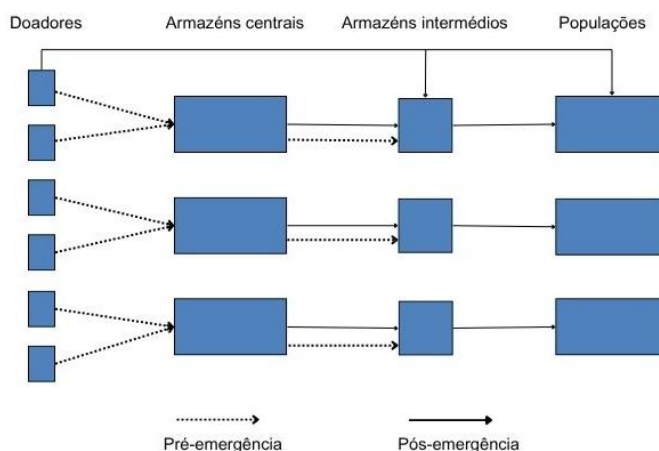 Doadores
Armazéns centrais
Armazéns intermédios
Populações
Pré-emergência
Pós-emergência